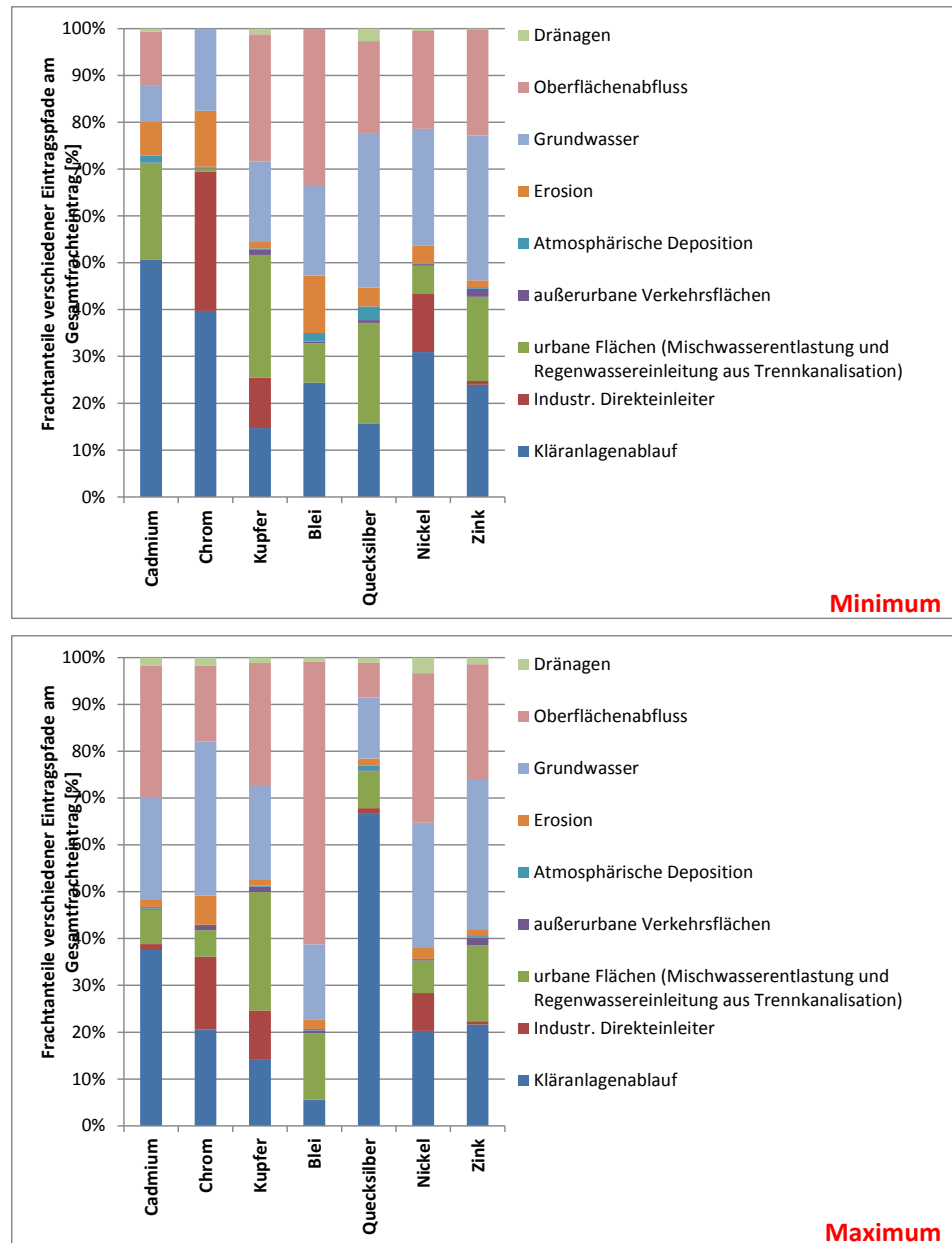 Frachtanteile verschiedener Eintragspfade am
Gesamtfrachteintrag [%]
100%
90%
80%
70%
60%
50%
40%
30%
20%
10%
0%
Cadmium
Chrom
Kupfer
Blei
Quecksilber
Nickel
Zink
Dränagen
Oberflächenabfluss
Grundwasser
Erosion
Atmosphärische Deposition
außerurbane Verkehrsflächen
urbane Flächen (Mischwasserentlastung und
Regenwassereinleitung aus Trennkanalisation)
Industr. Direkteinleiter
Kläranlagenablauf
Minimum
Frachtanteile verschiedener Eintragspfade am
Gesamtfrachteintrag [%]
100%
90%
80%
70%
60%
50%
40%
30%
20%
10%
0%
Cadmium
Chrom
Kupfer
Blei
Quecksilber
Nickel
Zink
Dränagen
Oberflächenabfluss
Grundwasser
Erosion
Atmosphärische Deposition
außerurbane Verkehrsflächen
urbane Flächen (Mischwasserentlastung und
Regenwassereinleitung aus Trennkanalisation)
Industr. Direkteinleiter
Kläranlagenablauf
Maximum